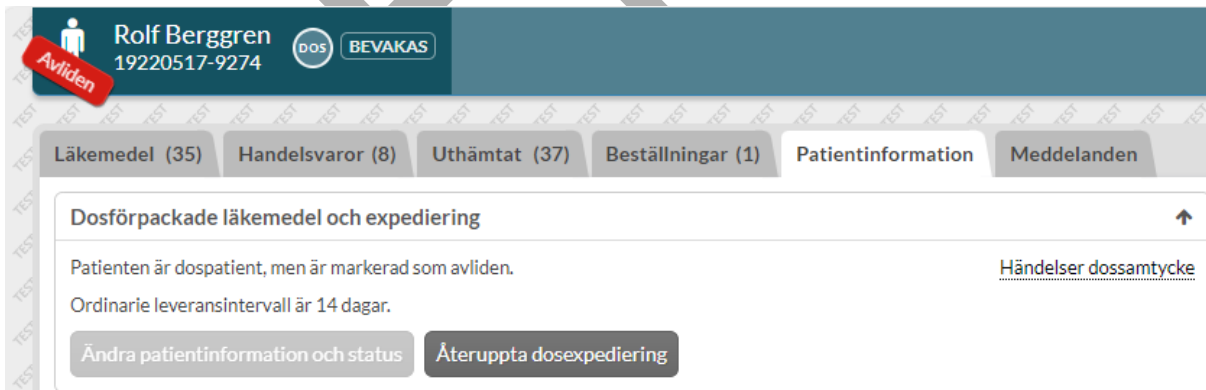 Rolf Berggren
19220517-9274
Avliden
DOS
BEVAKAS
Läkemedel (35) Handelsvaror (8) Uthämtat (37) Beställningar (1) Patientinformation Meddelanden
Dosförpackade läkemedel och expediering
Patienten är dospatient, men är markerad som avliden. Händelser dossamtycke
Ordinarie leveransintervall är 14 dagar.
Ändra patientinformation och status Återuppta dosexpediering
TEST